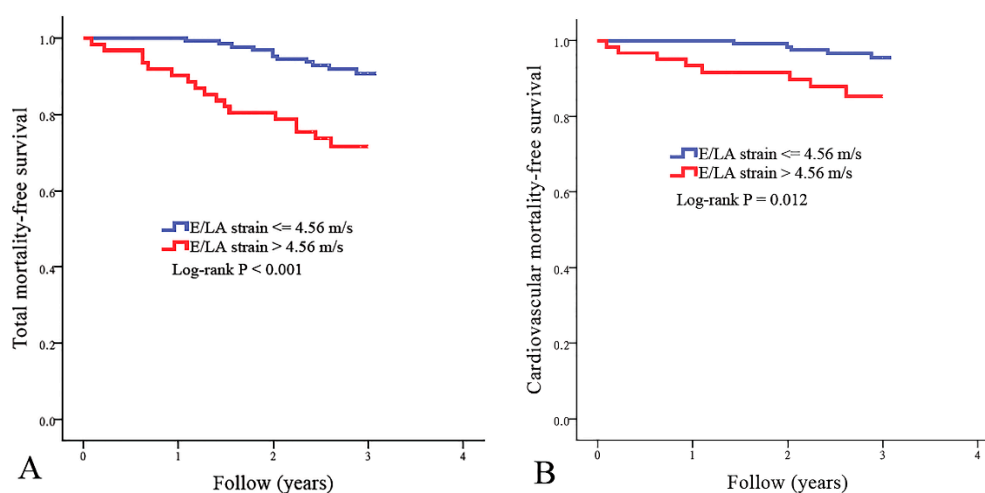 Total mortality-free survival
1.0
0.8
0.6
0.4
0.2
0.0
E/LA strain <= 4.56 m/s
E/LA strain > 4.56 m/s
Log-rank P < 0.001
0 1 2 3 4
Follow (years)
A
Cardiovascular mortality-free survival
1.0
0.8
0.6
0.4
0.2
0.0
E/LA strain <= 4.56 m/s
E/LA strain > 4.56 m/s
Log-rank P = 0.012
0 1 2 3 4
Follow (years)
B